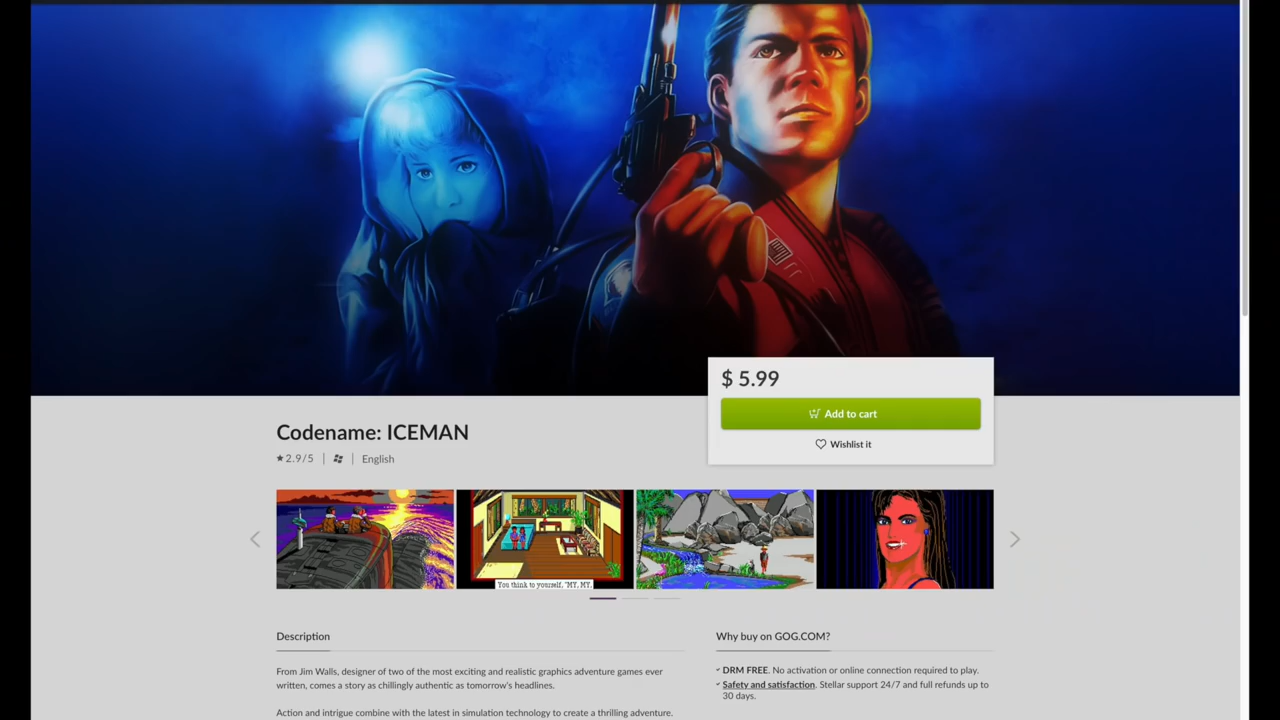 $ 5.99
Add to cart
Wishlist it
Codename: ICEMAN
2.9/5 | | English
You think to yourself, "MY, MY,
Description
From Jim Walls, designer of two of the most exciting and realistic graphics adventure games ever
written, comes a story as chillingly authentic as tomorrow's headlines.
Action and intrigue combine with the latest in simulation technology to create a thrilling adventure.
Why buy on GOG.COM?
DRM FREE. No activation or online connection required to play.
Safety and satisfaction. Stellar support 24/7 and full refunds up to
30 days.